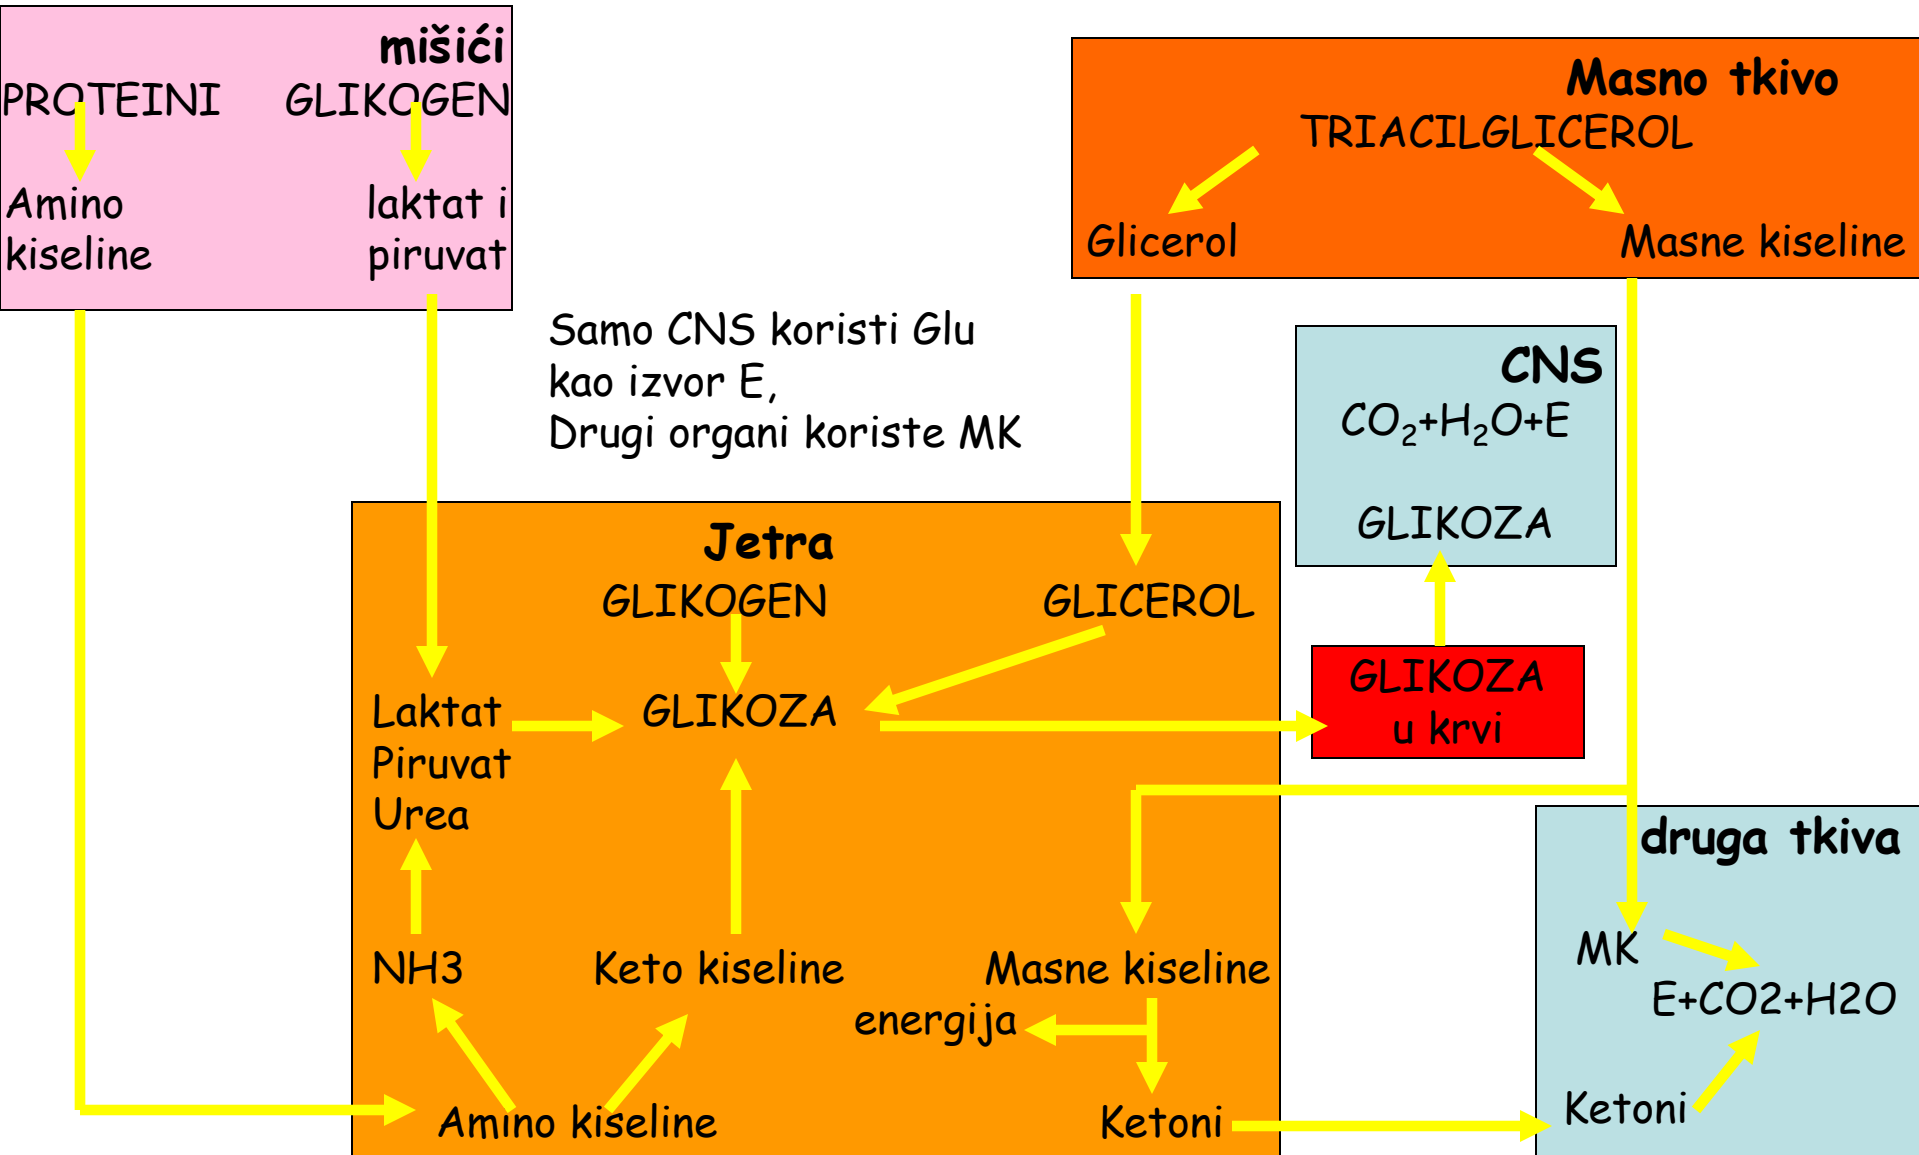 mišići
PROTEINI GLIKOGEN
Amino
kiseline
laktat i
piruvat
Masno tkivo
TRIACILGLICEROL
Glicerol Masne kiseline
Samo CNS koristi Glu
kao izvor E,
Drugi organi koriste MK
CNS
CO₂+H₂O+E
GLIKOZA
Jetra
GLIKOGEN GLICEROL
Laktat
Piruvat
Urea
GLIKOZA
GLIKOZA
u krvi
NH3 Keto kiseline Masne kiseline
energija
Amino kiseline Ketoni
druga tkiva
MK
E+CO2+H2O
Ketoni